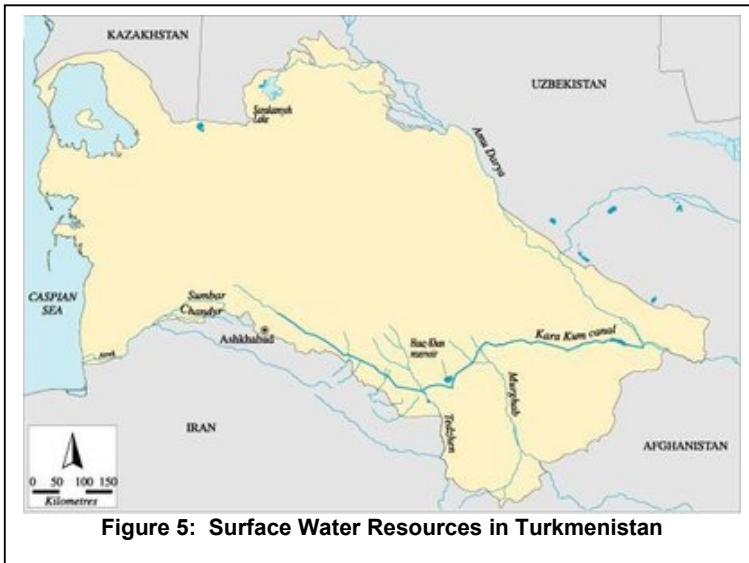 KAZAKHSTAN
UZBEKISTAN
Sarakamysh
Lake
Amu Darya
CASPIAN
SEA
Sumbar
Chandyr
Ashkhabad
Kara Kum canal
Atrek
Murghab
Tedzhen
IRAN
AFGHANISTAN
0 50 100 150
Kilometres
Figure 5: Surface Water Resources in Turkmenistan